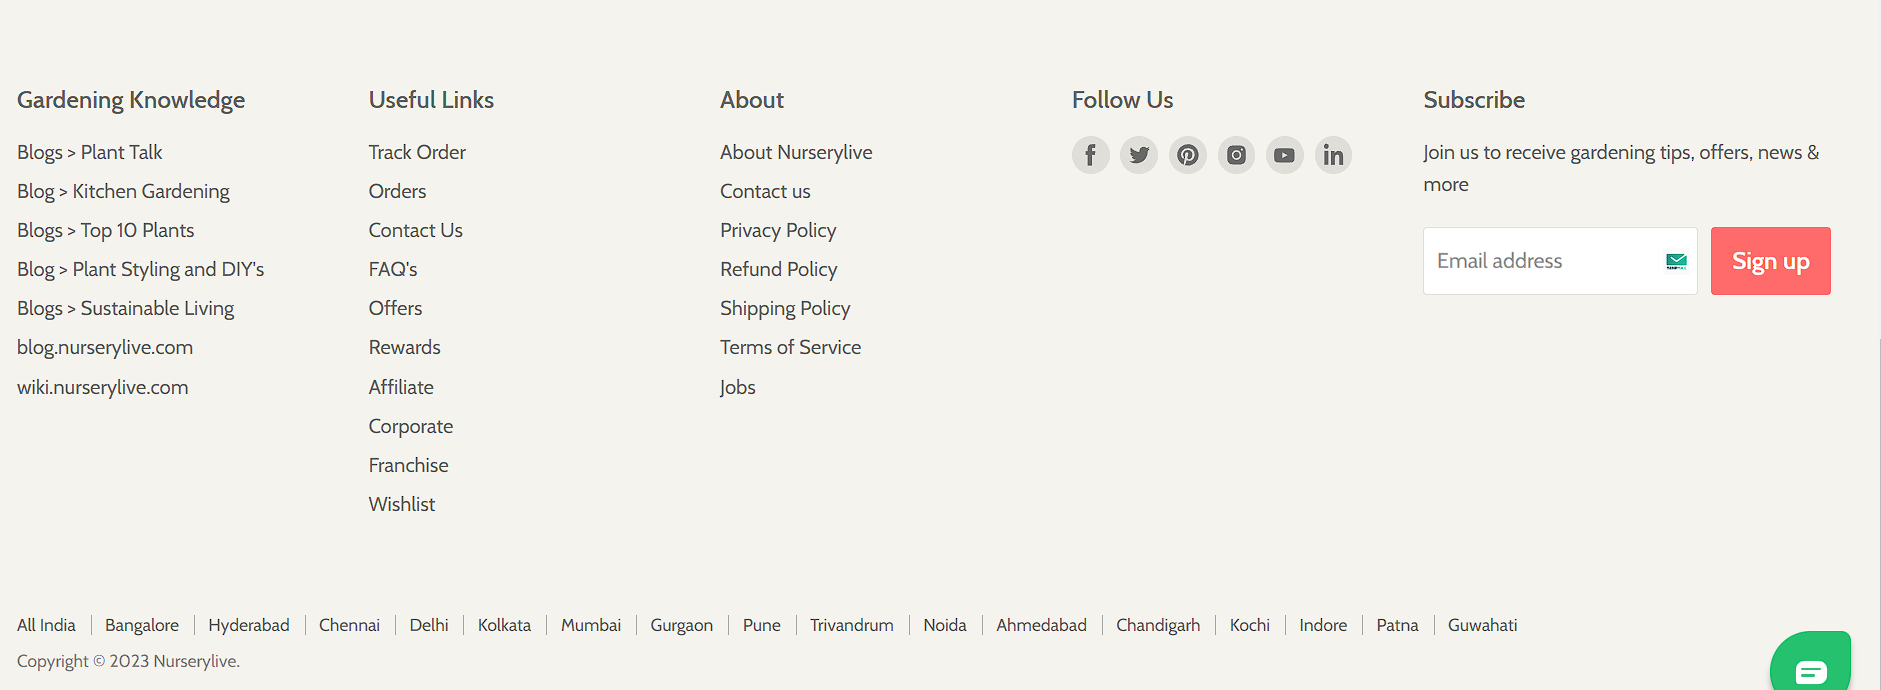 Gardening Knowledge
Blogs > Plant Talk
Blog > Kitchen Gardening
Blogs > Top 10 Plants
Blog > Plant Styling and DIY's
Blogs > Sustainable Living
blog.nurserylive.com
wiki.nurserylive.com
Useful Links
Track Order
Orders
Contact Us
FAQ's
Offers
Rewards
Affiliate
Corporate
Franchise
Wishlist
About
About Nurserylive
Contact us
Privacy Policy
Refund Policy
Shipping Policy
Terms of Service
Jobs
Follow Us
Subscribe
Join us to receive gardening tips, offers, news &
more
Email address
Sign up
All India | Bangalore | Hyderabad | Chennai | Delhi | Kolkata | Mumbai | Gurgaon | Pune | Trivandrum | Noida | Ahmedabad | Chandigarh | Kochi | Indore | Patna | Guwahati
Copyright © 2023 Nurserylive.